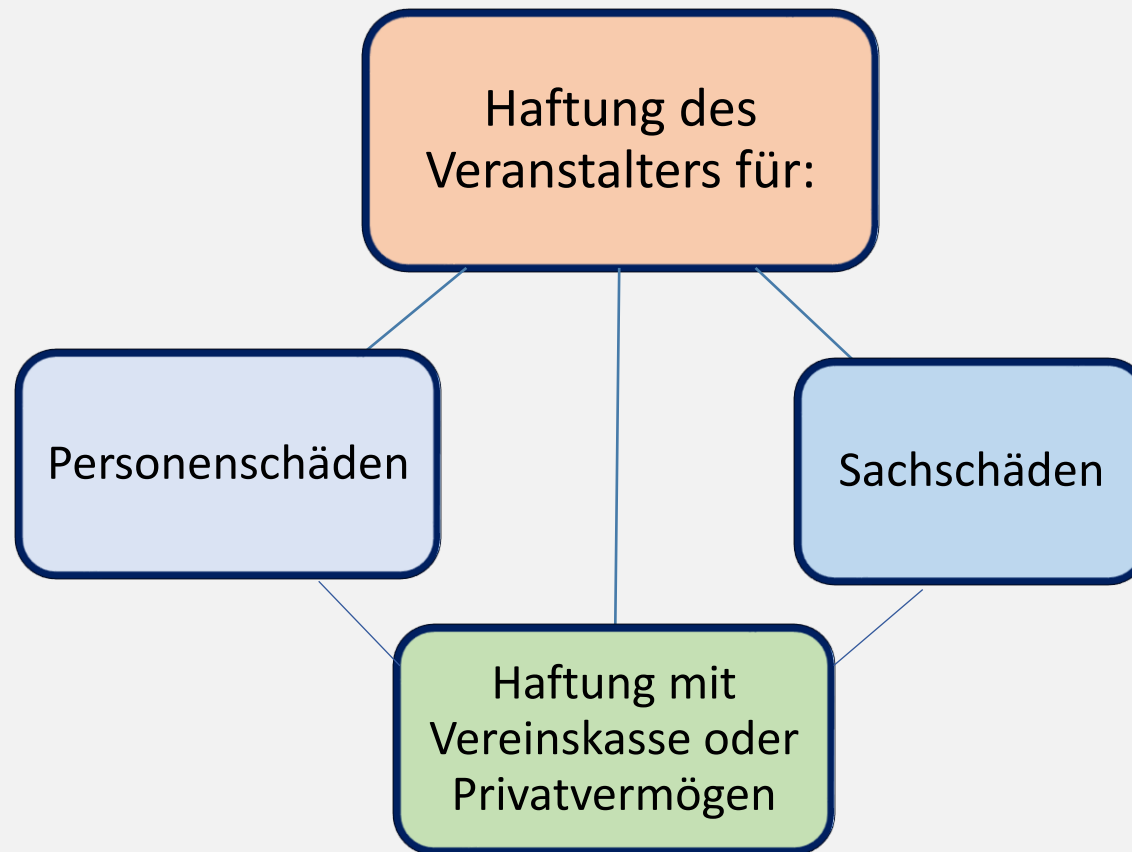 Haftung des
Veranstalters für:
Personenschäden
Sachschäden
Haftung mit
Vereinskasse oder
Privatvermögen